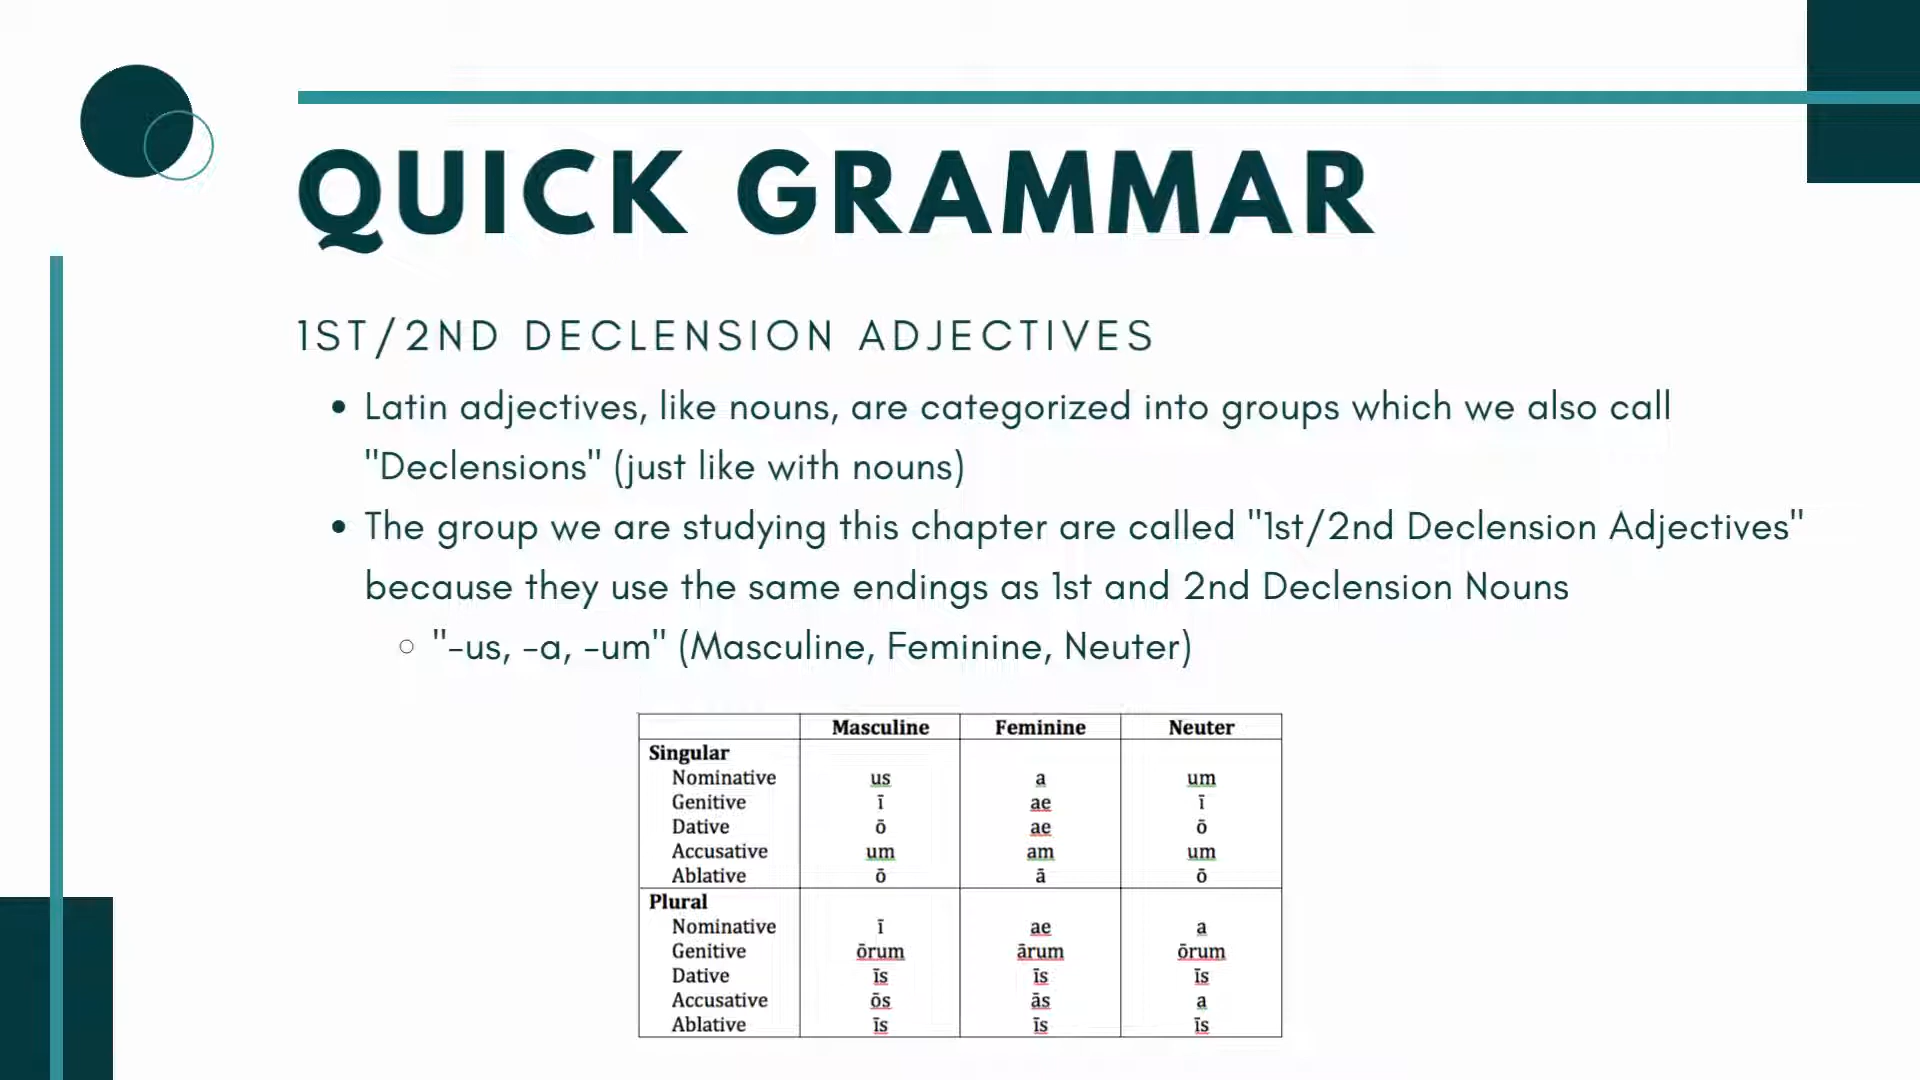 QUICK GRAMMAR
1ST/2ND DECLENSION ADJECTIVES
• Latin adjectives, like nouns, are categorized into groups which we also call
"Declensions" (just like with nouns)
• The group we are studying this chapter are called "1st/2nd Declension Adjectives"
because they use the same endings as 1st and 2nd Declension Nouns
○ "-us, -a, -um" (Masculine, Feminine, Neuter)
Masculine Feminine Neuter
Singular
Nominative us a um
Genitive ī ae ī
Dative ō ae ō
Accusative um am um
Ablative ō ā ō
Plural
Nominative ī ae a
Genitive ōrum ārum ōrum
Dative īs īs īs
Accusative ōs ās a
Ablative īs īs īs